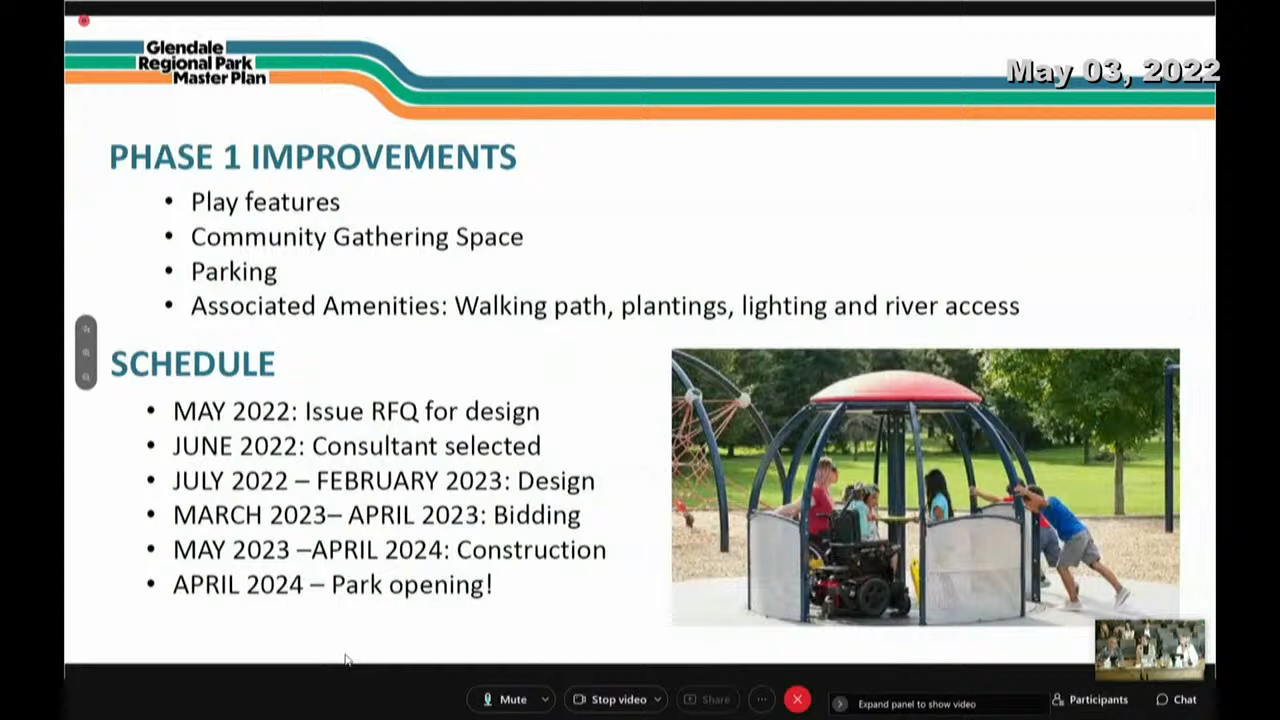 Glendale
Regional Park
Master Plan
May 03, 2022
PHASE 1 IMPROVEMENTS
• Play features
• Community Gathering Space
• Parking
• Associated Amenities: Walking path, plantings, lighting and river access
SCHEDULE
• MAY 2022: Issue RFQ for design
• JUNE 2022: Consultant selected
• JULY 2022 – FEBRUARY 2023: Design
• MARCH 2023– APRIL 2023: Bidding
• MAY 2023 –APRIL 2024: Construction
• APRIL 2024 – Park opening!
Mute
Stop video
Share
Expand panel to show video
Participants
Chat